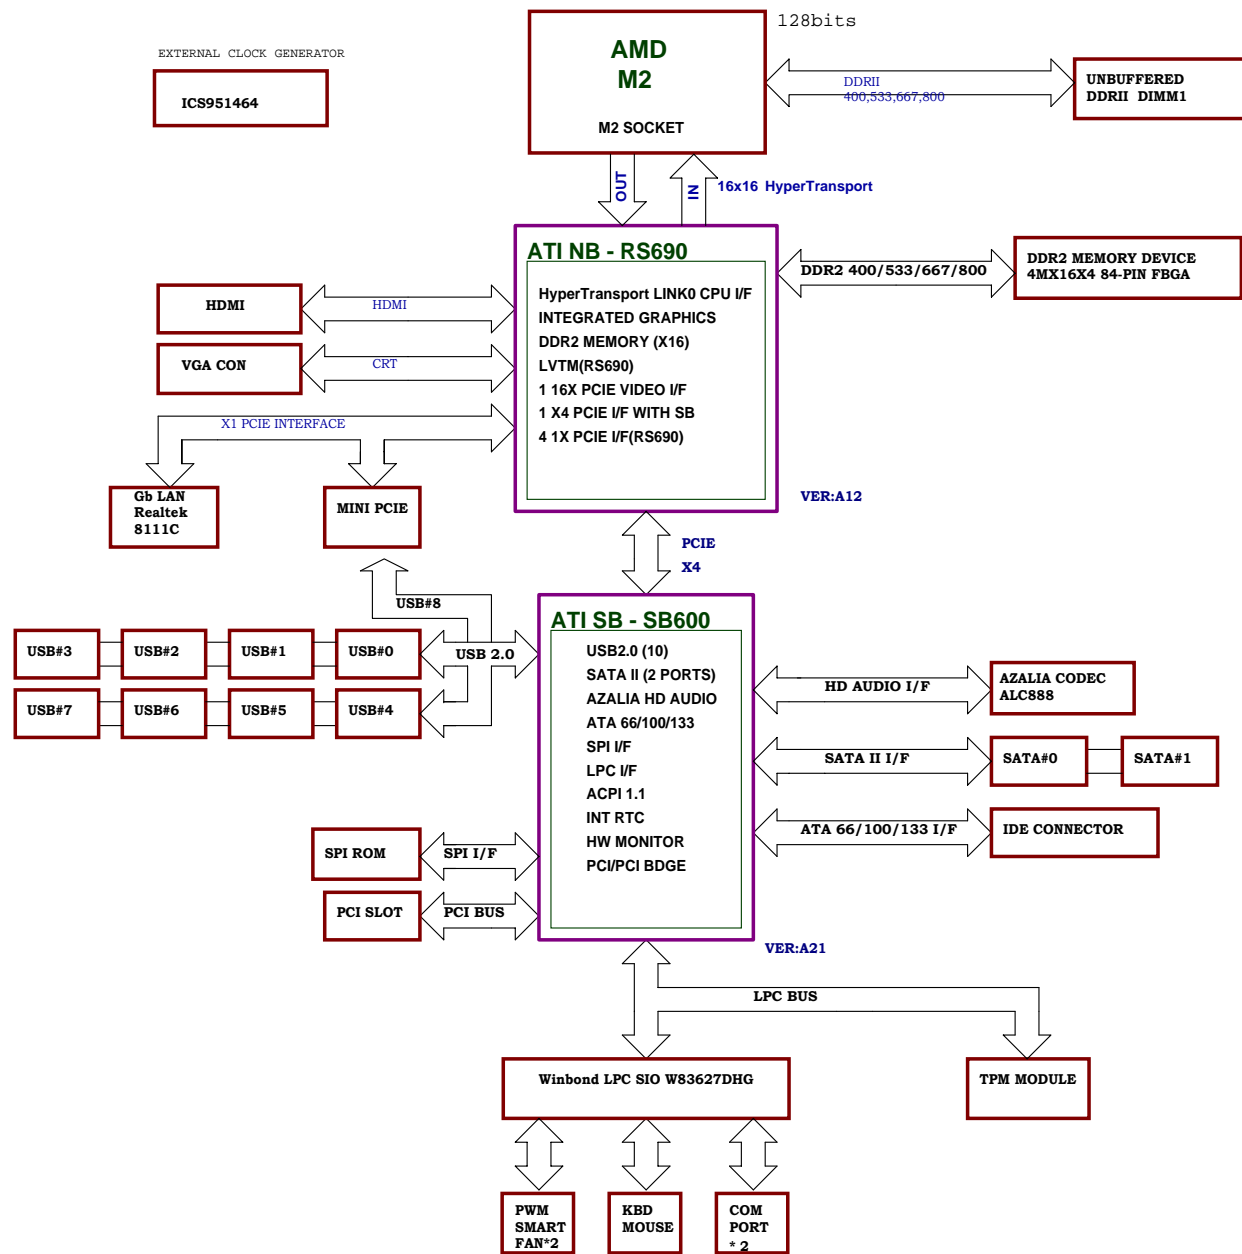 128bits
EXTERNAL CLOCK GENERATOR
ICS951464
AMD
M2
M2 SOCKET
DDRII
400,533,667,800
UNBUFFERED
DDRII DIMM1
OUT
IN
16x16 HyperTransport
ATI NB - RS690
HyperTransport LINK0 CPU I/F
INTEGRATED GRAPHICS
DDR2 MEMORY (X16)
LVTM(RS690)
1 16X PCIE VIDEO I/F
1 X4 PCIE I/F WITH SB
4 1X PCIE I/F(RS690)
DDR2 400/533/667/800
DDR2 MEMORY DEVICE
4MX16X4 84-PIN FBGA
HDMI
HDMI
VGA CON
CRT
X1 PCIE INTERFACE
Gb LAN
Realtek
8111C
MINI PCIE
VER:A12
PCIE
X4
USB#8
ATI SB - SB600
USB2.0 (10)
SATA II (2 PORTS)
AZALIA HD AUDIO
ATA 66/100/133
SPI I/F
LPC I/F
ACPI 1.1
INT RTC
HW MONITOR
PCI/PCI BDGE
USB#3
USB#2
USB#1
USB#0
USB 2.0
USB#7
USB#6
USB#5
USB#4
HD AUDIO I/F
AZALIA CODEC
ALC888
SATA II I/F
SATA#0
SATA#1
ATA 66/100/133 I/F
IDE CONNECTOR
SPI ROM
SPI I/F
PCI SLOT
PCI BUS
VER:A21
LPC BUS
Winbond LPC SIO W83627DHG
TPM MODULE
PWM
SMART
FAN*2
KBD
MOUSE
COM
PORT
* 2